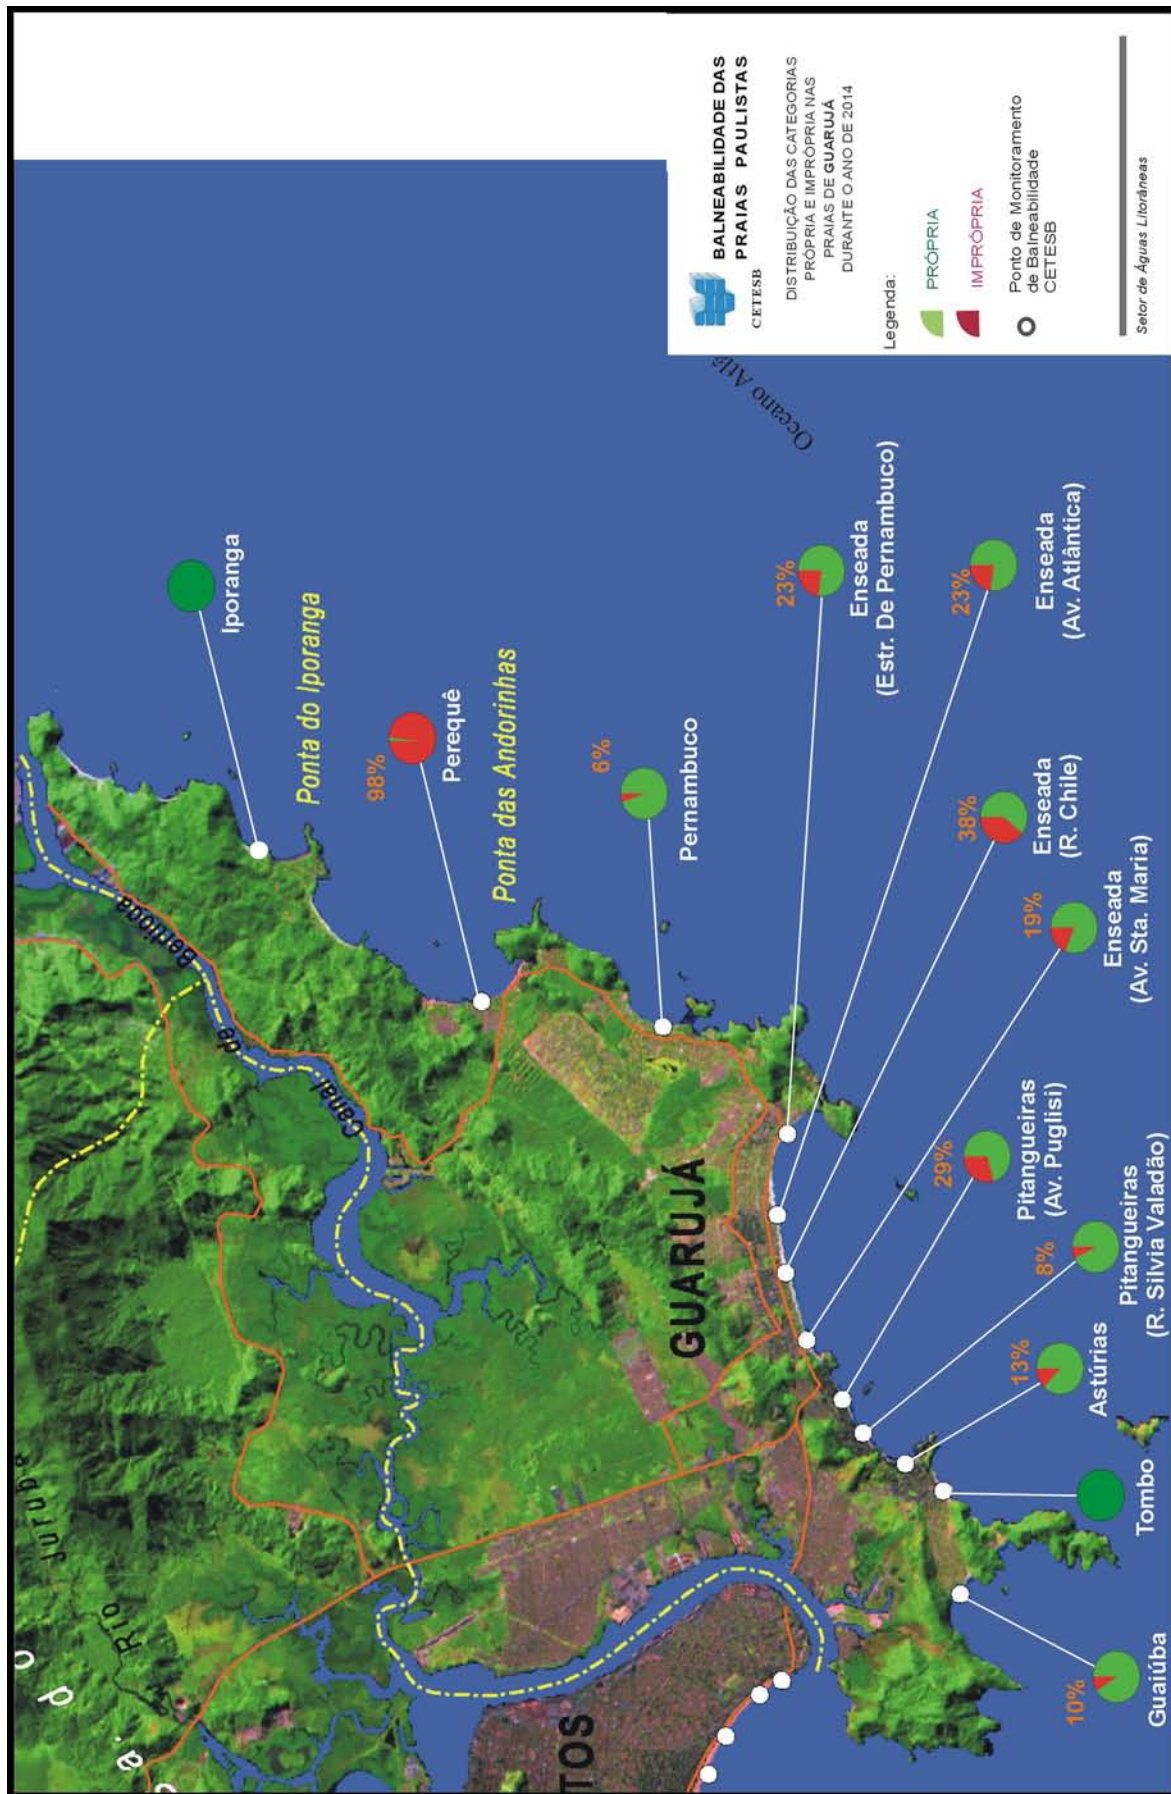 BALNEABILIDADE DAS
PRAIAS PAULISTAS
CETESB
DISTRIBUIÇÃO DAS CATEGORIAS
PRÓPRIA E IMPRÓPRIA NAS
PRAIAS DE GUARUJÁ
DURANTE O ANO DE 2014
Legenda:
PRÓPRIA
IMPRÓPRIA
Ponto de Monitoramento
de Balneabilidade
CETESB
Setor de Águas Litorâneas
Oceano Atlâ
Iporanga
Ponta do Iporanga
98%
Perequê
Ponta das Andorinhas
6%
Pernambuco
23%
Enseada
(Estr. De Pernambuco)
23%
Enseada
(Av. Atlântica)
38%
Enseada
(R. Chile)
19%
Enseada
(Av. Sta. Maria)
29%
Pitangueiras
(Av. Puglisi)
8%
Pitangueiras
(R. Silvia Valadão)
13%
Astúrias
Tombo
10%
Guaiúba
GUARUJÁ
Canal de Bertioga
Rio
TOS